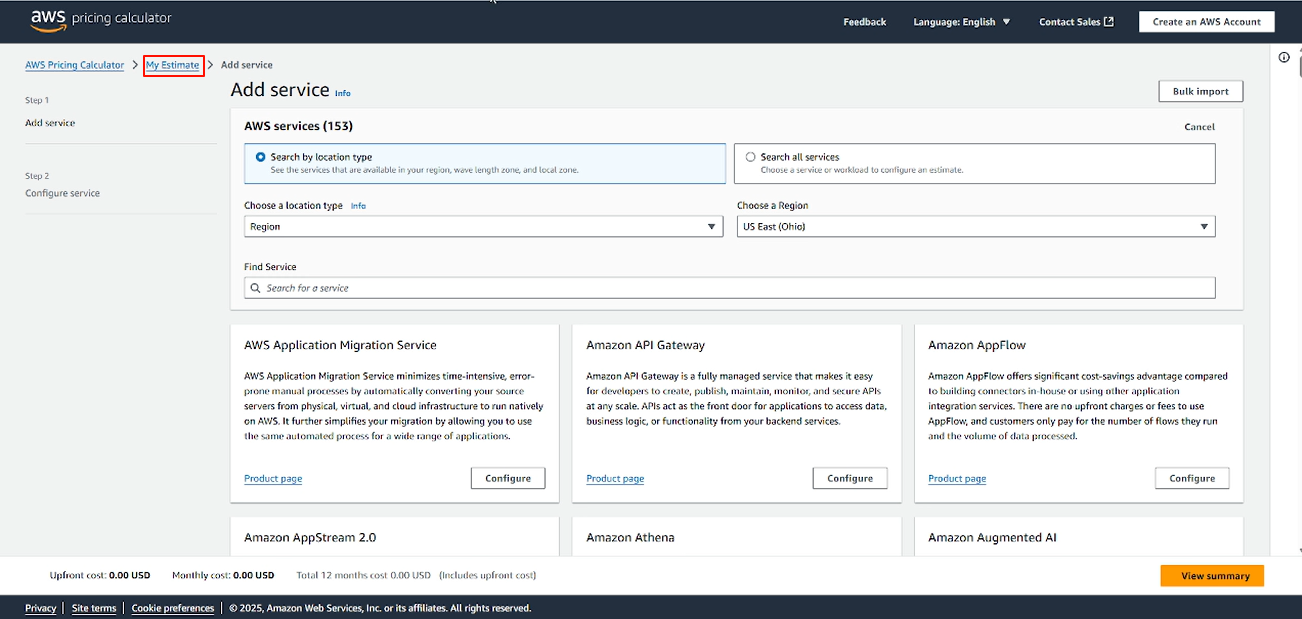 aws pricing calculator
Feedback
Language: English
Contact Sales
Create an AWS Account
AWS Pricing Calculator
My Estimate
Add service
Step 1
Add service
Step 2
Configure service
Add service Info
Bulk import
AWS services (153)
Cancel
Search by location type
See the services that are available in your region, wave length zone, and local zone.
Search all services
Choose a service or workload to configure an estimate.
Choose a location type Info
Region
Choose a Region
US East (Ohio)
Find Service
Search for a service
AWS Application Migration Service
AWS Application Migration Service minimizes time-intensive, error-
prone manual processes by automatically converting your source
servers from physical, virtual, and cloud infrastructure to run natively
on AWS. It further simplifies your migration by allowing you to use
the same automated process for a wide range of applications.
Product page
Configure
Amazon API Gateway
Amazon API Gateway is a fully managed service that makes it easy
for developers to create, publish, maintain, monitor, and secure APIs
at any scale. APIs act as the front door for applications to access data,
business logic, or functionality from your backend services.
Product page
Configure
Amazon AppFlow
Amazon AppFlow offers significant cost-savings advantage compared
to building connectors in-house or using other application
integration services. There are no upfront charges or fees to use
AppFlow, and customers only pay for the number of flows they run
and the volume of data processed.
Product page
Configure
Amazon AppStream 2.0
Amazon Athena
Amazon Augmented AI
Upfront cost: 0.00 USD
Monthly cost: 0.00 USD
Total 12 months cost 0.00 USD (Includes upfront cost)
View summary
Privacy | Site terms | Cookie preferences | © 2025, Amazon Web Services, Inc. or its affiliates. All rights reserved.